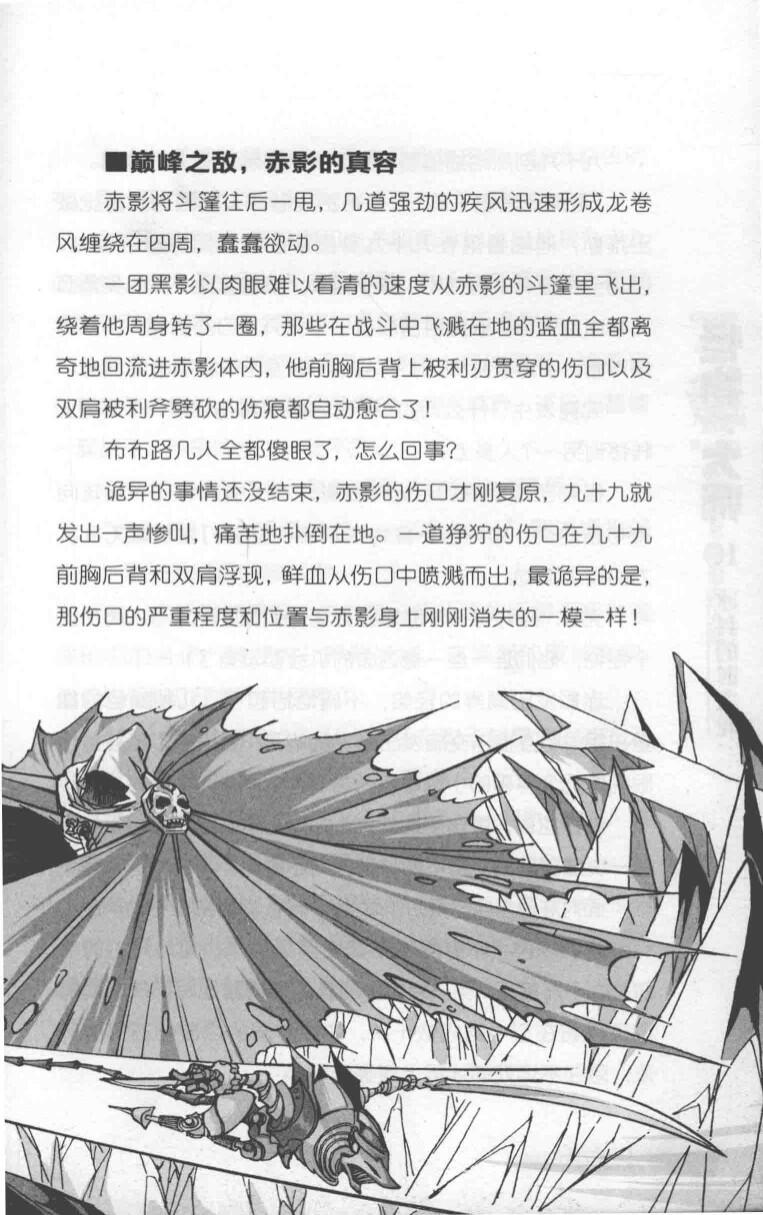 ■巅峰之敌，赤影的真容
赤影将斗篷往后一甩，几道强劲的疾风迅速形成龙卷
风缠绕在四周，蠢蠢欲动。
一团黑影以肉眼难以看清的速度从赤影的斗篷里飞出，
绕着他周身转了一圈，那些在战斗中飞溅在地的蓝血全都离
奇地回流进赤影体内，他前胸后背上被利刃贯穿的伤口以及
双肩被利斧劈砍的伤痕都自动愈合了！
布布路几人全都傻眼了，怎么回事？
诡异的事情还没结束，赤影的伤口才刚复原，九十九就
发出一声惨叫，痛苦地扑倒在地。一道狰狞的伤口在九十九
前胸后背和双肩浮现，鲜血从伤口中喷溅而出，最诡异的是，
那伤口的严重程度和位置与赤影身上刚刚消失的一模一样！